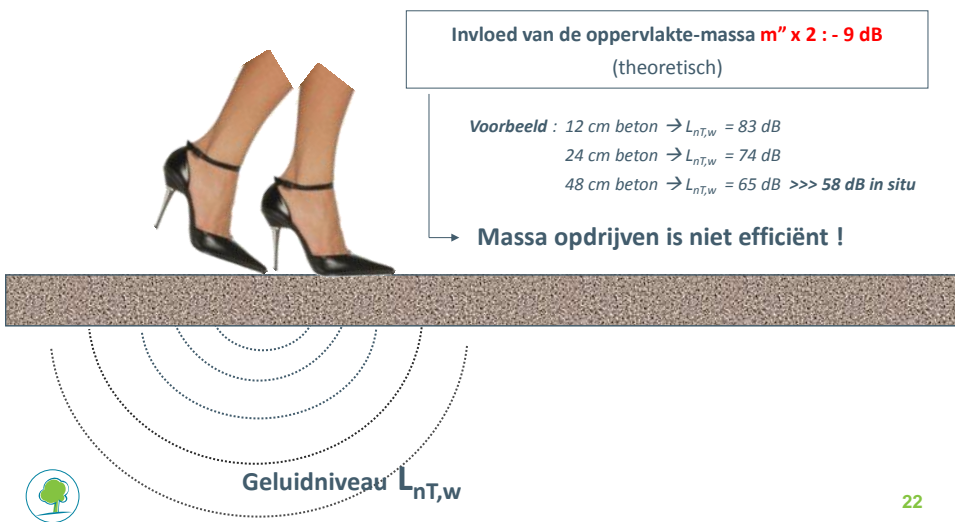 Invloed van de oppervlakte-massa m” x 2 : - 9 dB
(theoretisch)
Voorbeeld : 12 cm beton → LnT,w = 83 dB
24 cm beton → LnT,w = 74 dB
48 cm beton → LnT,w = 65 dB >>> 58 dB in situ
Massa opdrijven is niet efficiënt !
Geluidniveau LnT,w
22